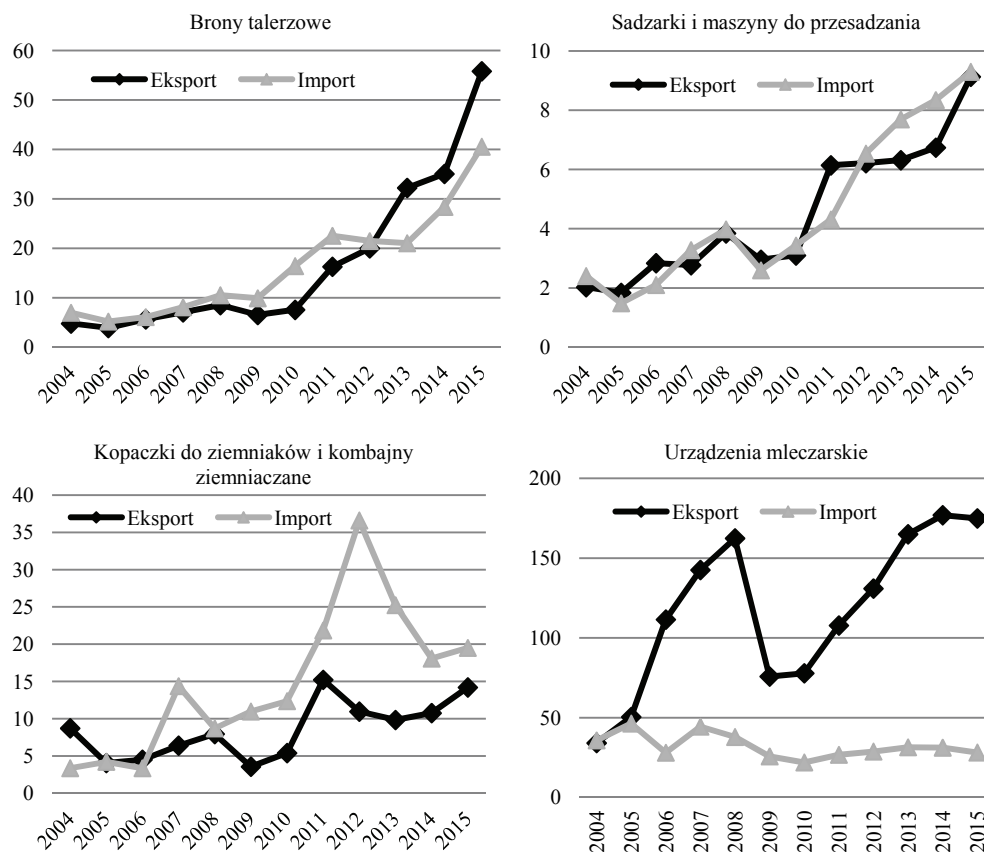 Brony talerzowe
60
50
40
30
20
10
0
Eksport Import
2004 2005 2006 2007 2008 2009 2010 2011 2012 2013 2014 2015
Sadzarki i maszyny do przesadzania
10
8
6
4
2
0
Eksport Import
2004 2005 2006 2007 2008 2009 2010 2011 2012 2013 2014 2015
Kopaczki do ziemniaków i kombajny
ziemniaczane
40
35
30
25
20
15
10
5
0
Eksport Import
2004 2005 2006 2007 2008 2009 2010 2011 2012 2013 2014 2015
Urządzenia mleczarskie
200
150
100
50
0
Eksport Import
2004 2005 2006 2007 2008 2009 2010 2011 2012 2013 2014 2015